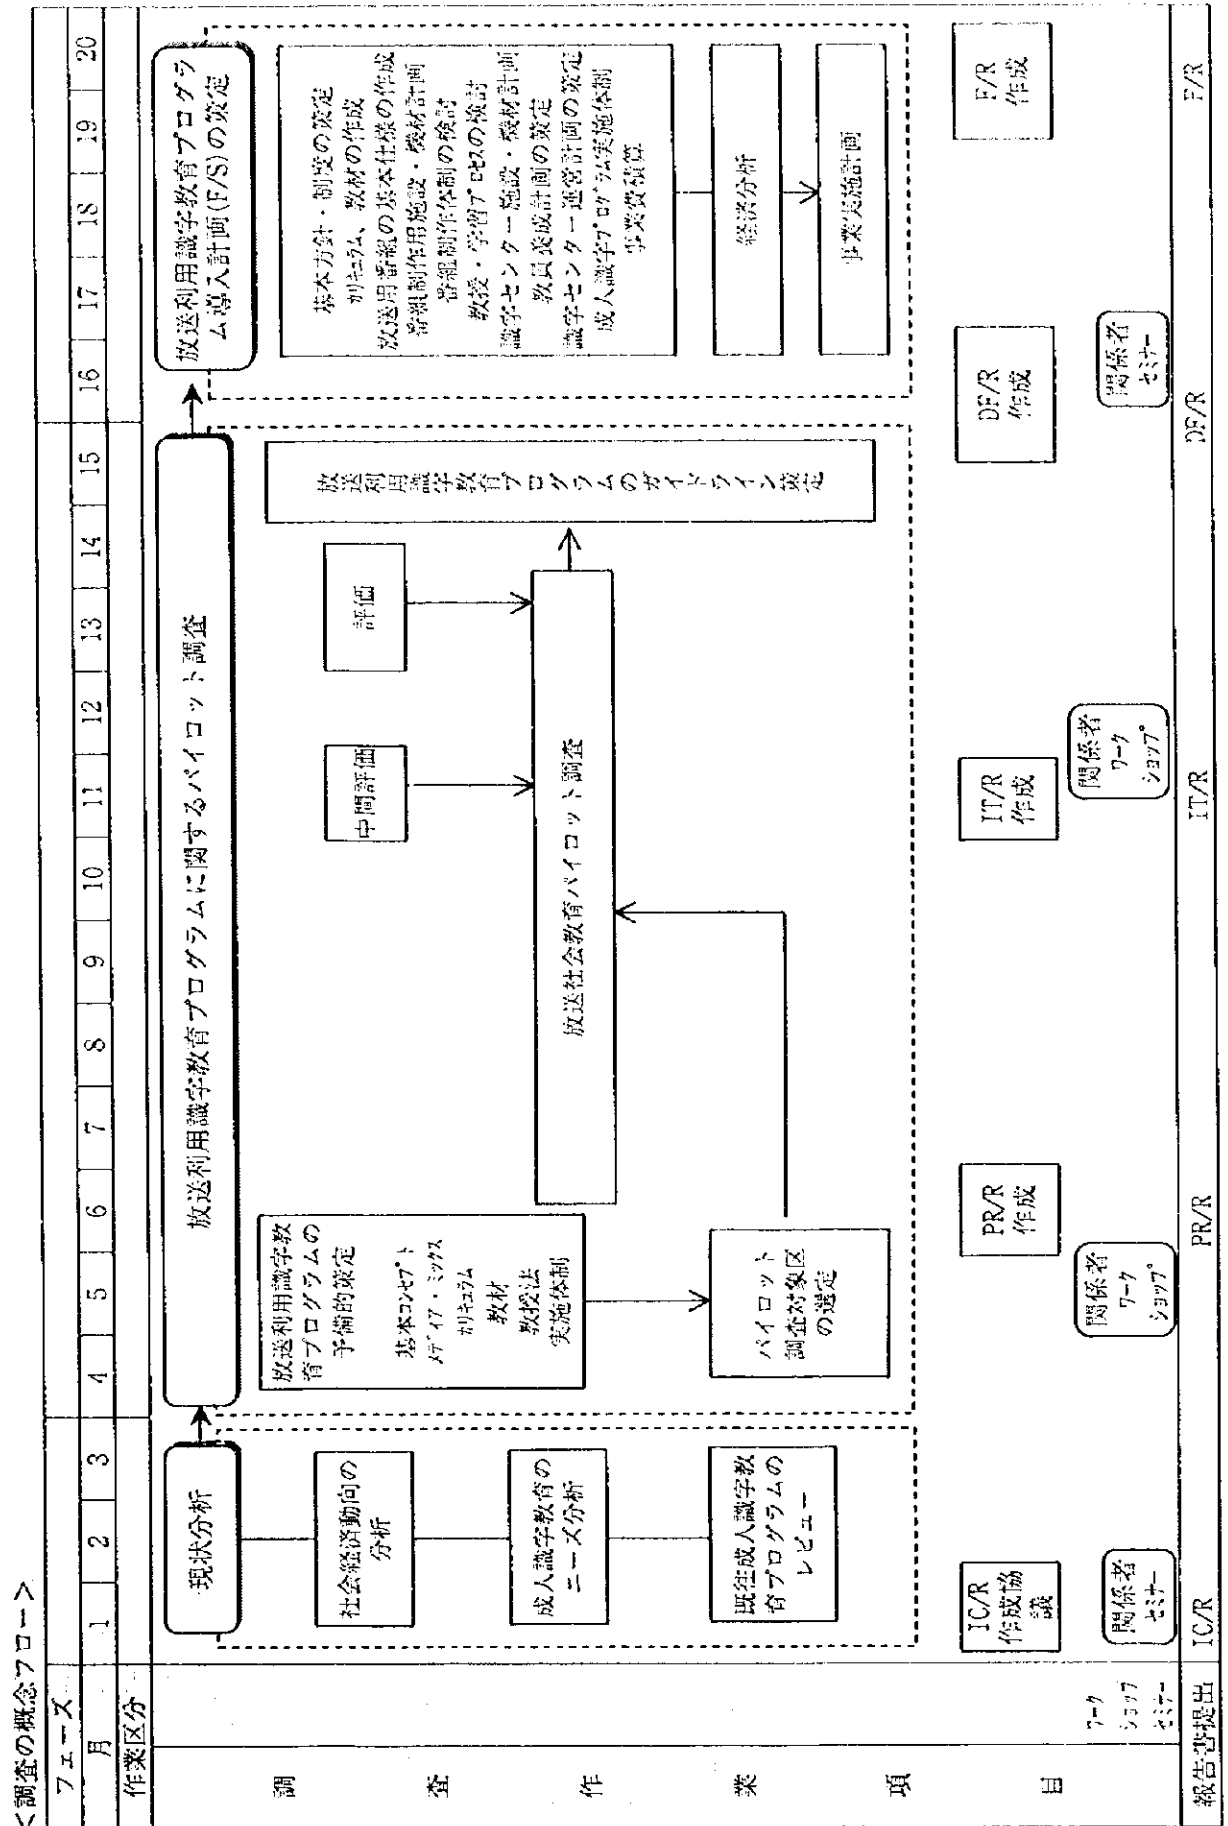 ＜調査の概念フロー＞
フェーズ
月
1 2 3 4 5 6 7 8 9 10 11 12 13 14 15 16 17 18 19 20
作業区分
調査作業項目
現状分析
社会経済動向の
分析
成人識字教育の
ニーズ分析
既往成人識字教
育プログラムの
レビュー
放送利用識字教育プログラムに関するパイロット調査
放送利用識字教
育プログラムの
予備的策定
基本コンセプト
メディア・ミックス
カリキュラム
教材
教授法
実施体制
パイロット
調査対象区
の選定
放送社会教育パイロット調査
中間評価
評価
放送利用識字教育プログラムのガイドライン策定
放送利用識字教育プログラ
ム導入計画(F/S)の策定
基本方針・制度の策定
カリキュラム、教材の作成
放送用番組の基本仕様の作成
番組制作用施設・機材計画
番組制作体制の検討
教授・学習プロセスの検討
識字センター施設・機材計画
教員養成計画の策定
識字センター運営計画の策定
成人識字プログラム実施体制
事業費積算
経済分析
事業実施計画
IC/R
作成協
議
PR/R
作成
IT/R
作成
DF/R
作成
F/R
作成
ワーク
ショップ
セミナー
関係者
セミナー
関係者
ワーク
ショップ
関係者
ワーク
ショップ
関係者
セミナー
報告書提出
IC/R PR/R IT/R DF/R F/R